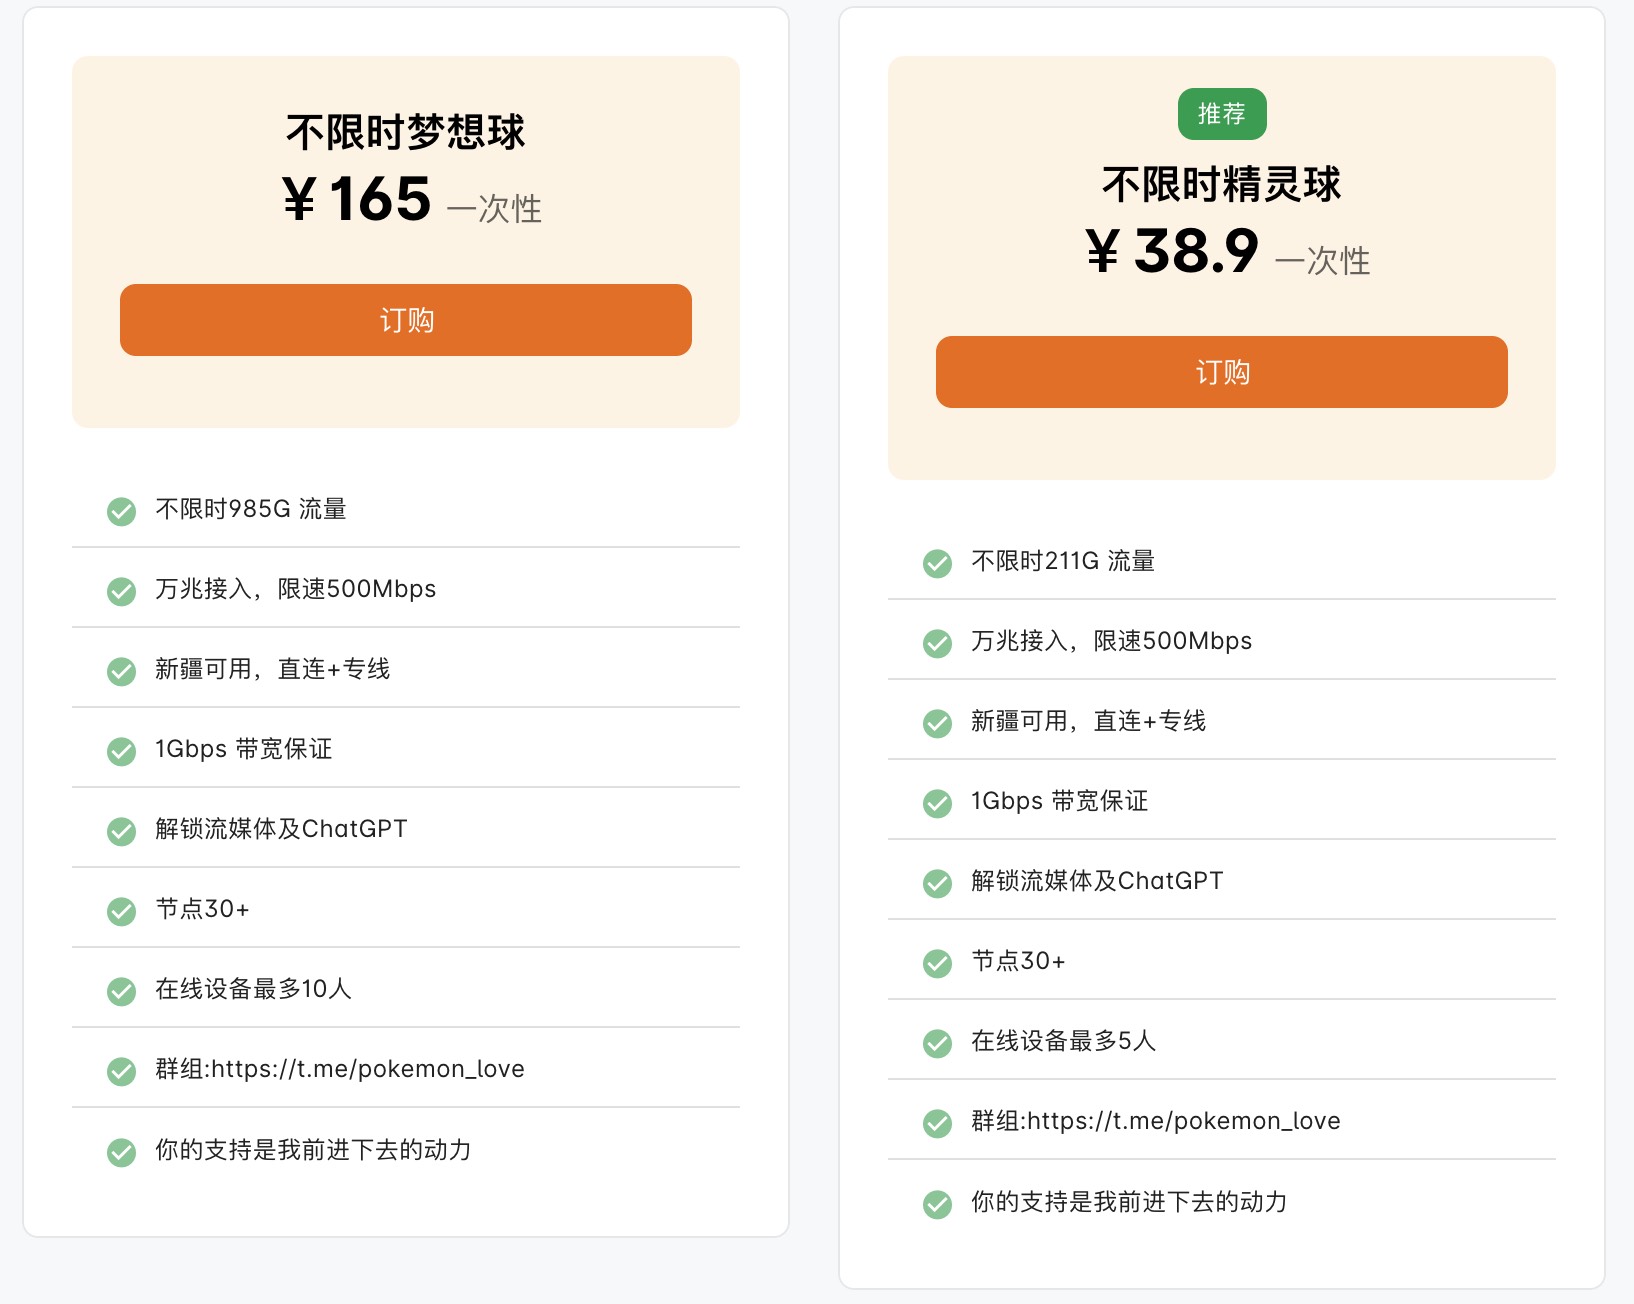 不限时梦想球
¥ 165 一次性
订购
不限时985G 流量
万兆接入，限速500Mbps
新疆可用，直连+专线
1Gbps 带宽保证
解锁流媒体及ChatGPT
节点30+
在线设备最多10人
群组:https://t.me/pokemon_love
你的支持是我前进下去的动力
推荐
不限时精灵球
¥ 38.9 一次性
订购
不限时211G 流量
万兆接入，限速500Mbps
新疆可用，直连+专线
1Gbps 带宽保证
解锁流媒体及ChatGPT
节点30+
在线设备最多5人
群组:https://t.me/pokemon_love
你的支持是我前进下去的动力